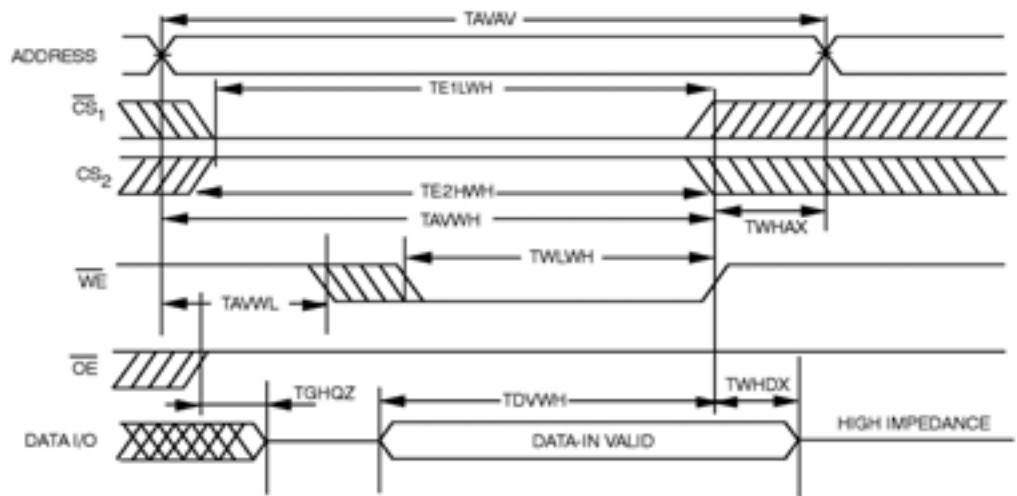 TAVAV
ADDRESS
TE1LWH
CS1
CS2
TE2HWH
TAVWH
TWHAX
TWLWH
WE
TAVWL
OE
TGHQZ
TDVWH
TWHDX
DATA I/O
DATA-IN VALID
HIGH IMPEDANCE